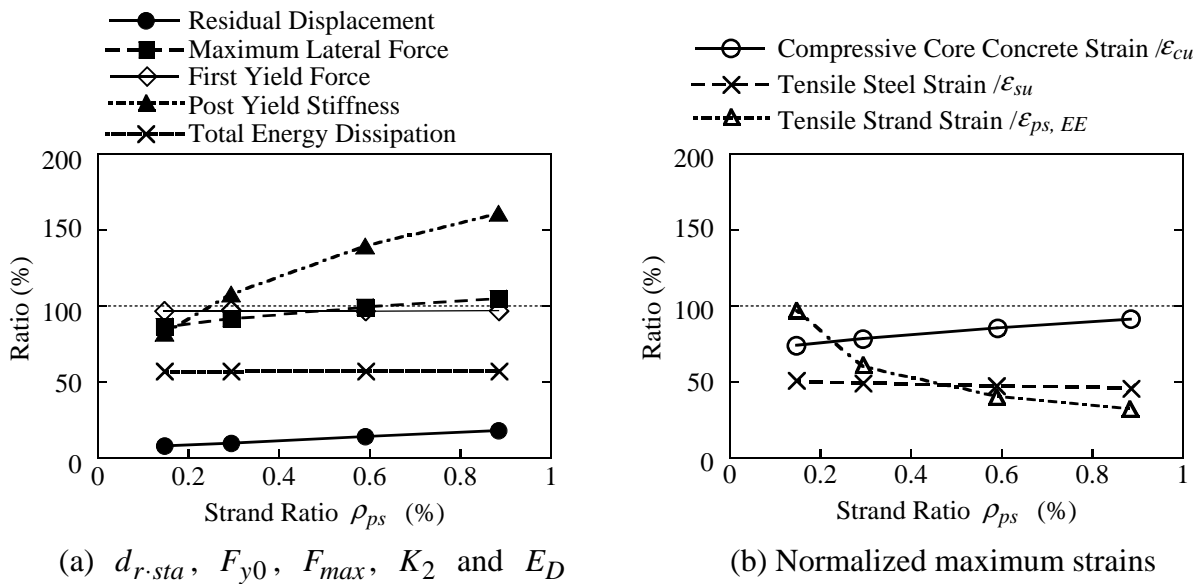 Residual Displacement
Maximum Lateral Force
First Yield Force
Post Yield Stiffness
Total Energy Dissipation
200
150
100
50
0
Ratio (%)
0 0.2 0.4 0.6 0.8 1
Strand Ratio ρps (%)
(a) dr·sta, Fy0, Fmax, K2 and ED
Compressive Core Concrete Strain /εcu
Tensile Steel Strain /εsu
Tensile Strand Strain /εps, EE
200
150
100
50
0
Ratio (%)
0 0.2 0.4 0.6 0.8 1
Strand Ratio ρps (%)
(b) Normalized maximum strains